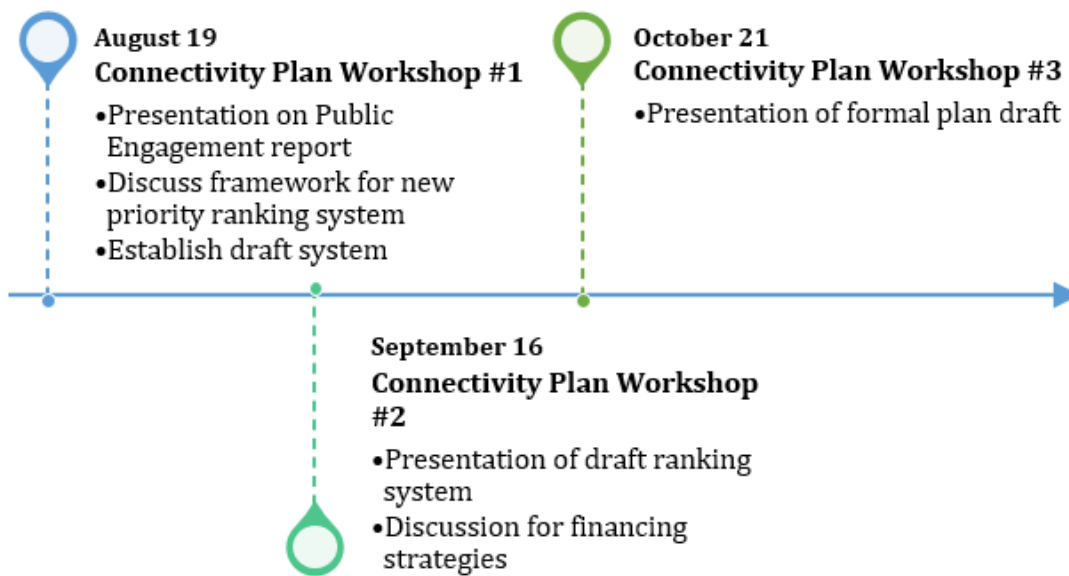 August 19
Connectivity Plan Workshop #1
•Presentation on Public
Engagement report
•Discuss framework for new
priority ranking system
•Establish draft system
October 21
Connectivity Plan Workshop #3
•Presentation of formal plan draft
September 16
Connectivity Plan Workshop
#2
•Presentation of draft ranking
system
•Discussion for financing
strategies